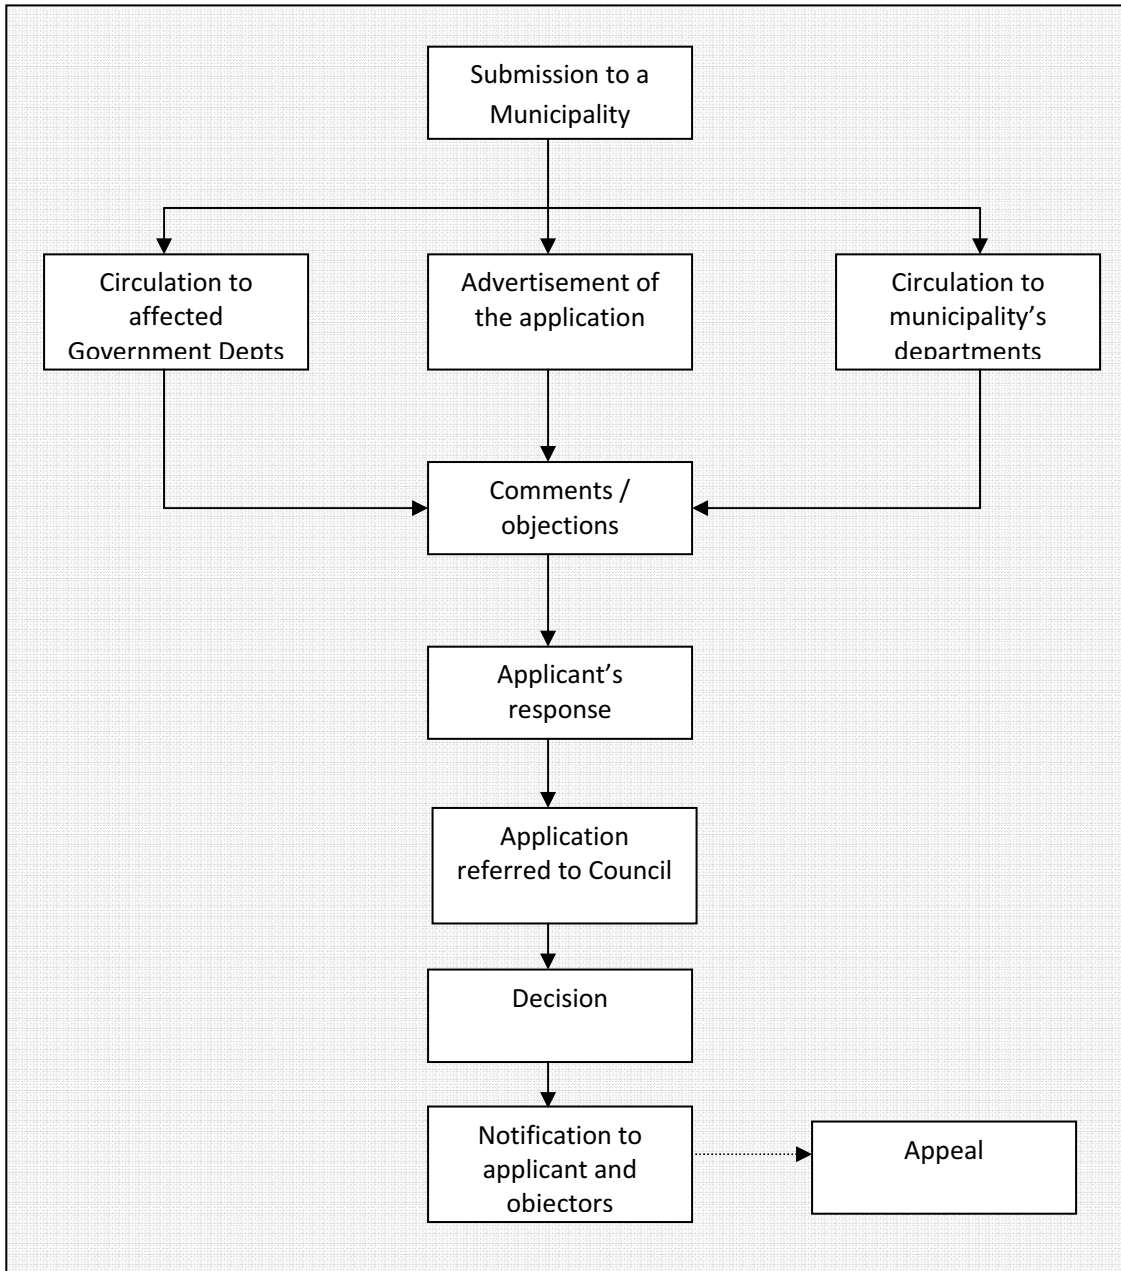 Submission to a
Municipality
Circulation to
affected
Government Depts
Advertisement of
the application
Circulation to
municipality’s
departments
Comments /
objections
Applicant’s
response
Application
referred to Council
Decision
Notification to
applicant and
objectors
Appeal